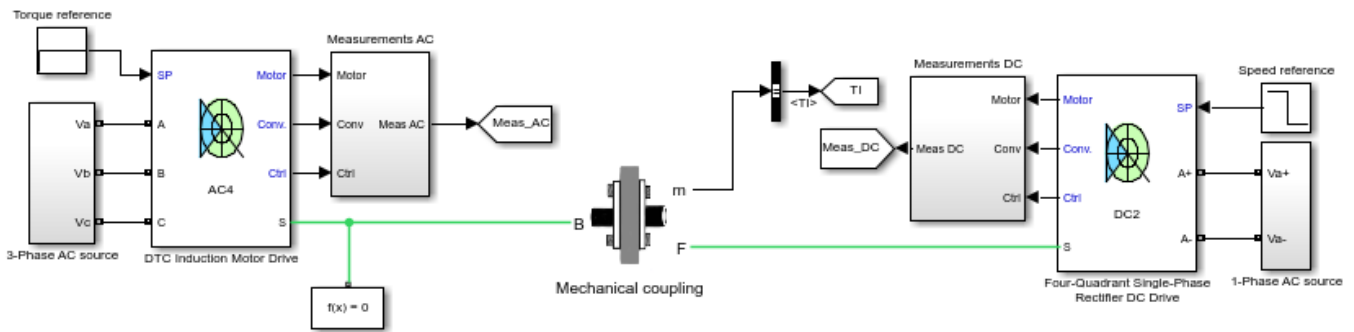 Torque reference
SP
Motor
A
Conv.
B
Ctrl
AC4
C
S
DTC Induction Motor Drive
Va
Vb
Vc
3-Phase AC source
Measurements AC
Motor
Conv
Meas AC
Ctrl
Meas_AC
f(x) = 0
B
m
F
Mechanical coupling
<TI>
TI
Meas_DC
Measurements DC
Motor
Meas DC
Conv
Ctrl
Motor
SP
Conv.
A+
Ctrl
DC2
S
A-
Four-Quadrant Single-Phase
Rectifier DC Drive
Speed reference
Va+
Va-
1-Phase AC source